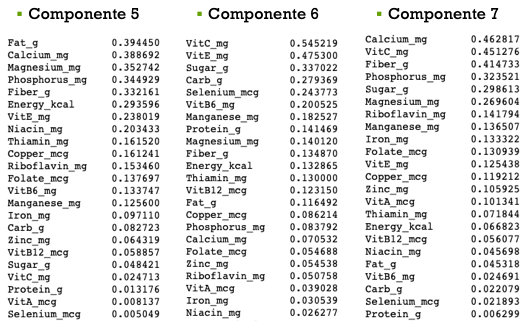 ▪ Componente 5
Fat_g 0.394450
Calcium_mg 0.388692
Magnesium_mg 0.352742
Phosphorus_mg 0.344929
Fiber_g 0.332161
Energy_kcal 0.293596
VitE_mg 0.238019
Niacin_mg 0.203433
Thiamin_mg 0.161520
Copper_mcg 0.161241
Riboflavin_mg 0.153460
Folate_mcg 0.137697
VitB6_mg 0.133747
Manganese_mg 0.125600
Iron_mg 0.097110
Carb_g 0.082723
Zinc_mg 0.064319
VitB12_mcg 0.058857
Sugar_g 0.048421
VitC_mg 0.024713
Protein_g 0.013176
VitA_mcg 0.008137
Selenium_mcg 0.005049
▪ Componente 6
VitC_mg 0.545219
VitE_mg 0.475300
Sugar_g 0.337022
Carb_g 0.279369
Selenium_mcg 0.243773
VitB6_mg 0.200525
Manganese_mg 0.182527
Protein_g 0.141469
Magnesium_mg 0.140120
Fiber_g 0.134870
Energy_kcal 0.132865
Thiamin_mg 0.130000
VitB12_mcg 0.123150
Fat_g 0.116492
Copper_mcg 0.086214
Phosphorus_mg 0.083792
Calcium_mg 0.070532
Folate_mcg 0.054688
Zinc_mg 0.054538
Riboflavin_mg 0.050758
VitA_mcg 0.039028
Iron_mg 0.030539
Niacin_mg 0.026277
▪ Componente 7
Calcium_mg 0.462817
VitC_mg 0.451276
Fiber_g 0.414733
Phosphorus_mg 0.323521
Sugar_g 0.298613
Magnesium_mg 0.269604
Riboflavin_mg 0.141794
Manganese_mg 0.136507
Iron_mg 0.133322
Folate_mcg 0.130939
VitE_mg 0.125438
Copper_mcg 0.119212
Zinc_mg 0.105925
VitA_mcg 0.101341
Thiamin_mg 0.071844
Energy_kcal 0.066823
VitB12_mcg 0.056077
Niacin_mg 0.045698
Fat_g 0.045318
VitB6_mg 0.024691
Carb_g 0.022079
Selenium_mcg 0.021893
Protein_g 0.006299